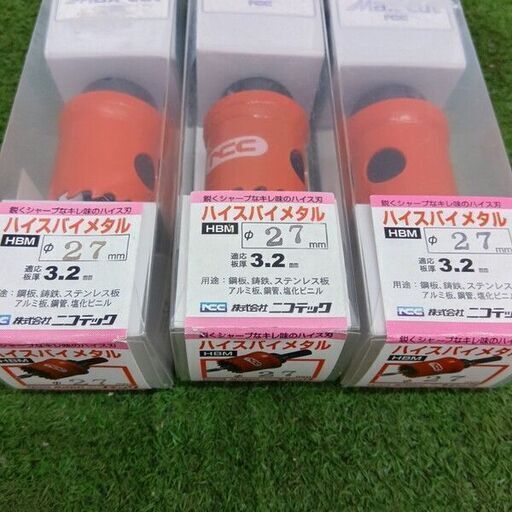 Max cut
NCC
Max cut
NCC
NCC
鋭くシャープなキレ味のハイス刃
ハイスバイメタル
HBM
φ 27 mm
適応板厚 3.2 mm
用途:鋼板、鋳鉄、ステンレス板
アルミ板、鋼管、塩化ビニル
株式会社 ニコテック
ハイスバイメタル
HBM
φ 27
鋭くシャープなキレ味のハイス刃
ハイスバイメタル
HBM
φ 27 mm
適応板厚 3.2 mm
用途:鋼板、鋳鉄、ステンレス板
アルミ板、鋼管、塩化ビニル
NCC 株式会社 ニコテック
ハイスバイメタル
HBM
27
鋭くシャープなキレ味のハイス刃
ハイスバイメタル
HBM
φ 27 mm
適応板厚 3.2 mm
用途:鋼板、鋳鉄、ステンレス板
アルミ板、鋼管、塩化ビニル
NCC 株式会社 ニコテック
ハイスバイメタル
HBM
27